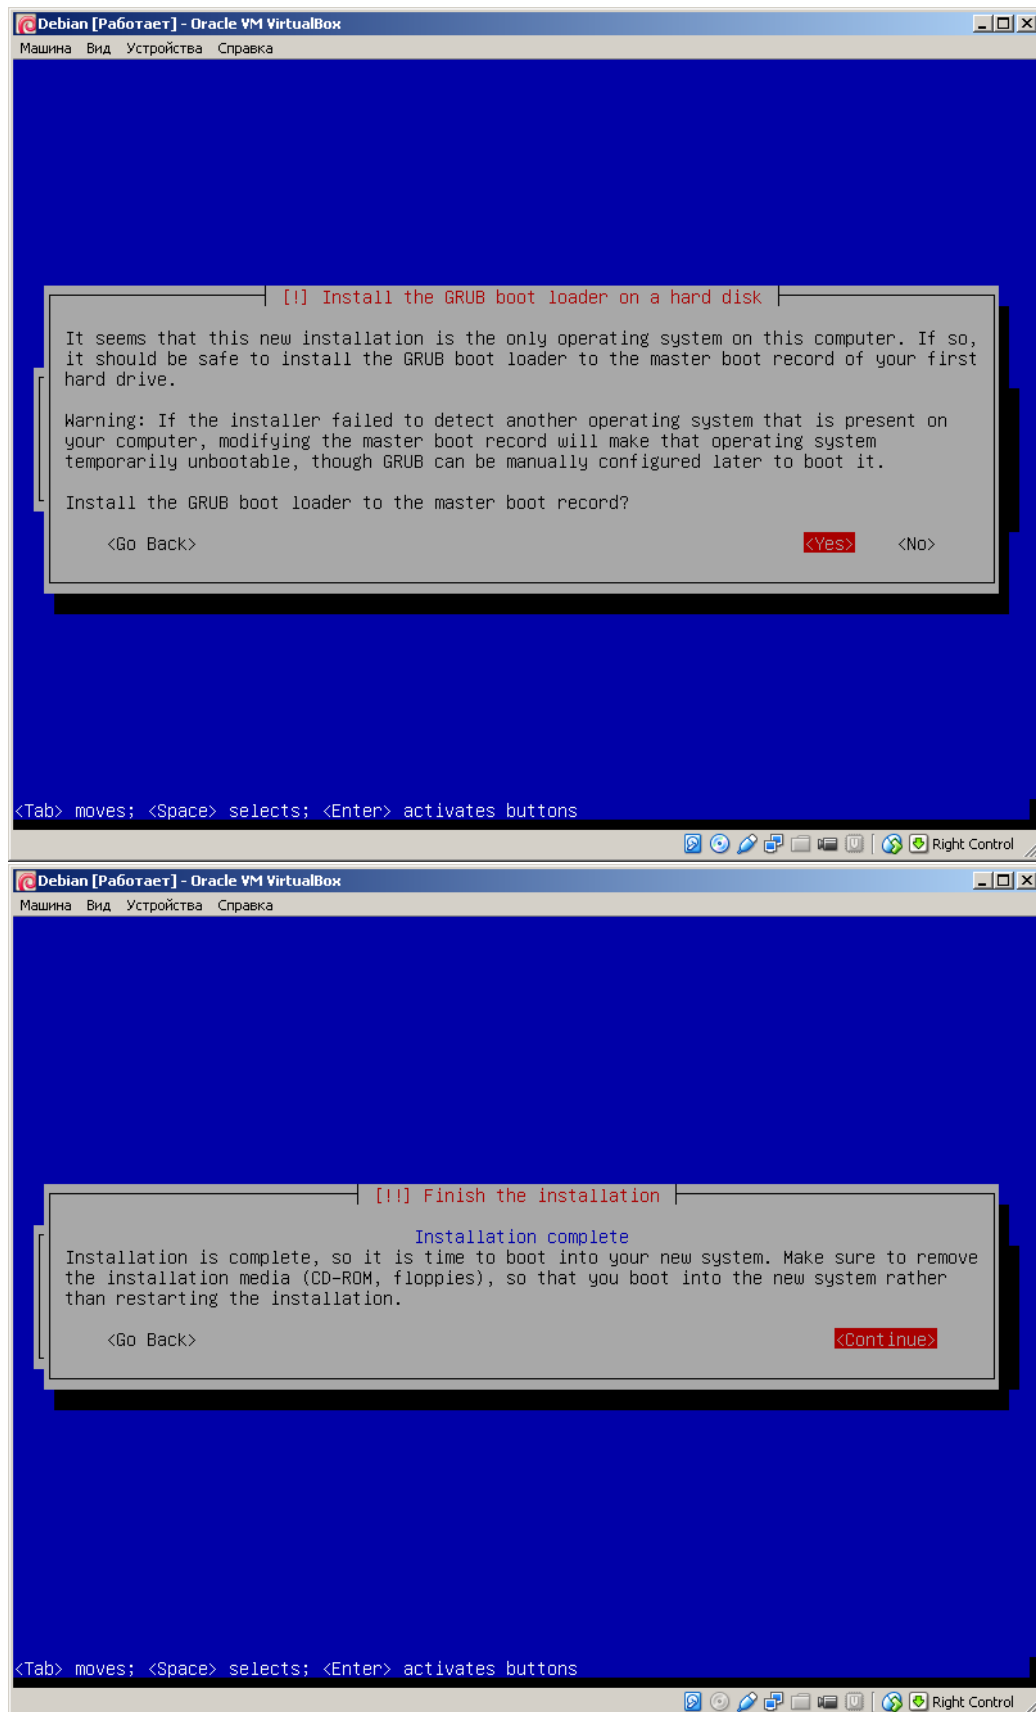 Debian [Работает] - Oracle VM VirtualBox
Машина Вид Устройства Справка
[!] Install the GRUB boot loader on a hard disk
It seems that this new installation is the only operating system on this computer. If so,
it should be safe to install the GRUB boot loader to the master boot record of your first
hard drive.
Warning: If the installer failed to detect another operating system that is present on
your computer, modifying the master boot record will make that operating system
temporarily unbootable, though GRUB can be manually configured later to boot it.
Install the GRUB boot loader to the master boot record?
<Go Back> <Yes> <No>
<Tab> moves; <Space> selects; <Enter> activates buttons
Right Control
Debian [Работает] - Oracle VM VirtualBox
Машина Вид Устройства Справка
[!!] Finish the installation
Installation complete
Installation is complete, so it is time to boot into your new system. Make sure to remove
the installation media (CD-ROM, floppies), so that you boot into the new system rather
than restarting the installation.
<Go Back> <Continue>
<Tab> moves; <Space> selects; <Enter> activates buttons
Right Control